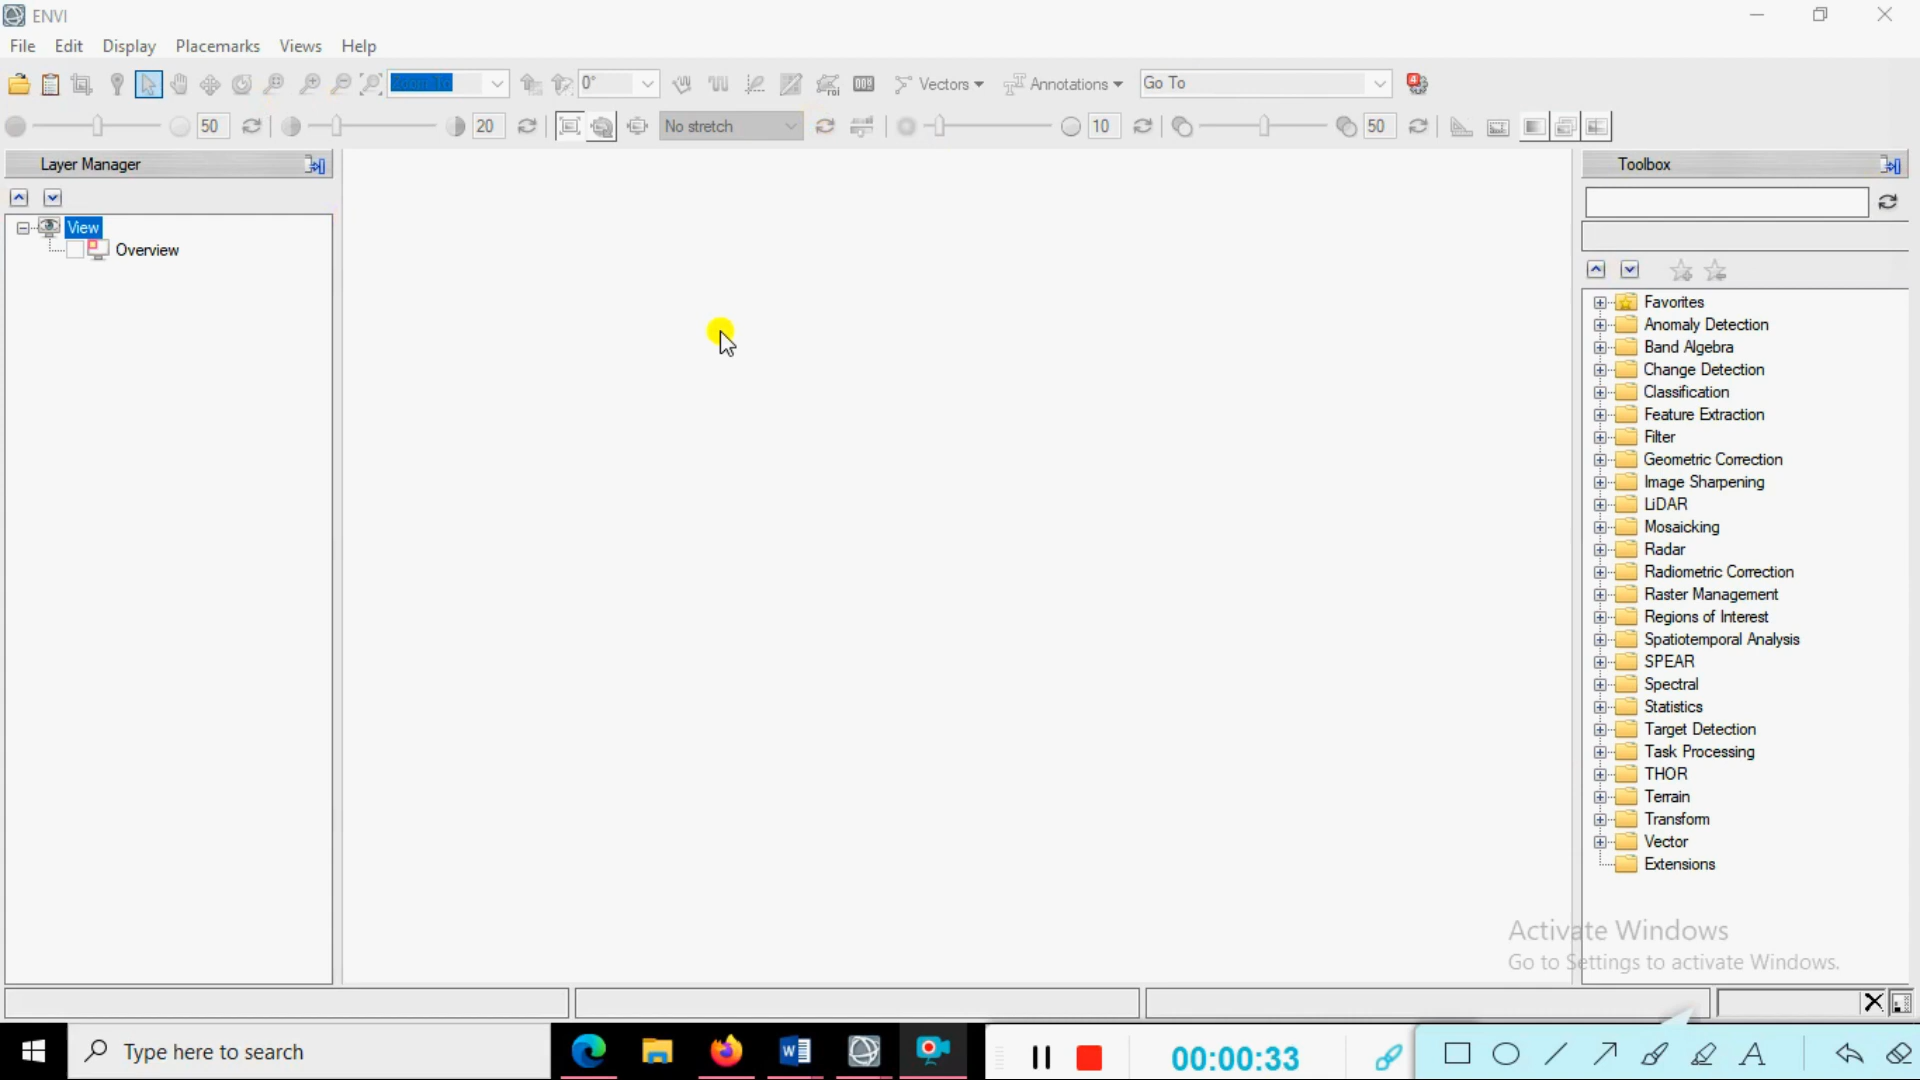 ENVI
File Edit Display Placemarks Views Help
0° Vectors Annotations Go To
50 20 No stretch 10 50
Layer Manager
View
Overview
Toolbox
Favorites
Anomaly Detection
Band Algebra
Change Detection
Classification
Feature Extraction
Filter
Geometric Correction
Image Sharpening
LiDAR
Mosaicking
Radar
Radiometric Correction
Raster Management
Regions of Interest
Spatiotemporal Analysis
SPEAR
Spectral
Statistics
Target Detection
Task Processing
THOR
Terrain
Transform
Vector
Extensions
Activate Windows
Go to Settings to activate Windows.
Type here to search
00:00:33